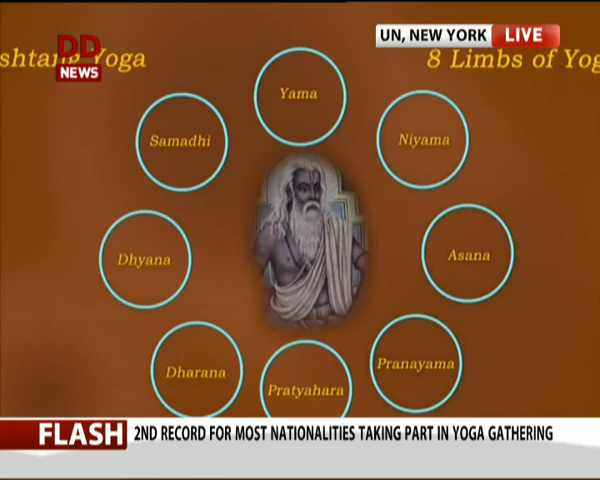 UN, NEW YORK LIVE
DD
NEWS
shtang Yoga
8 Limbs of Yog
Yama
Samadhi
Niyama
Dhyana
Asana
Dharana
Pratyahara
Pranayama
FLASH
2ND RECORD FOR MOST NATIONALITIES TAKING PART IN YOGA GATHERING